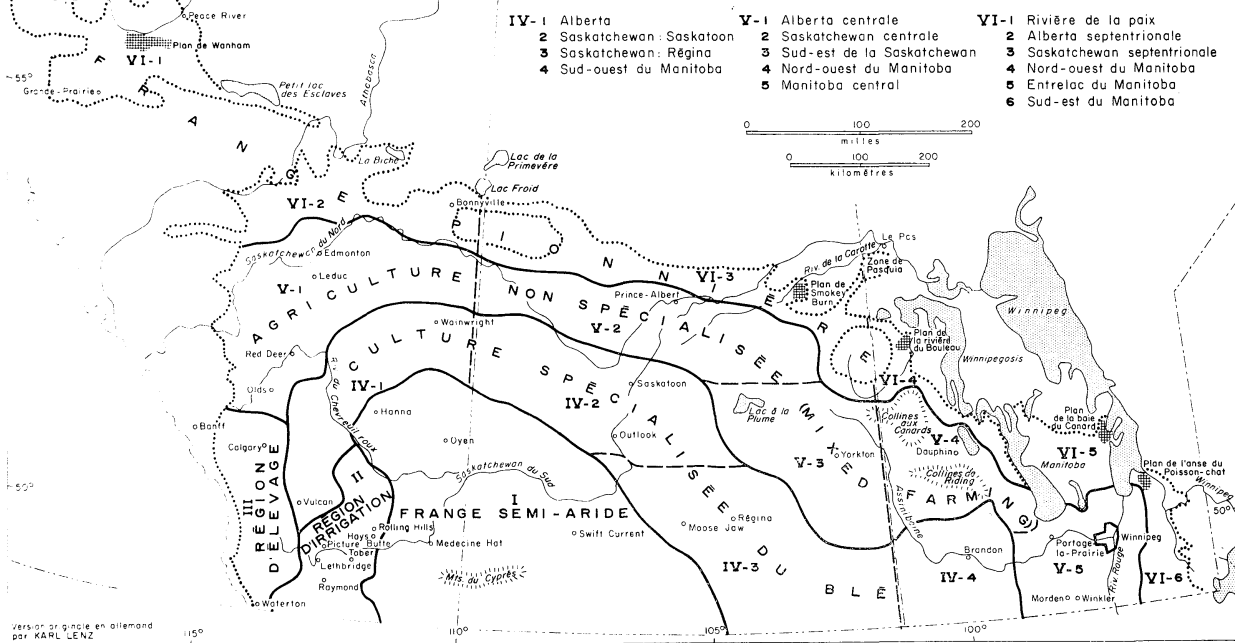 IV-1 Alberta
2 Saskatchewan : Saskatoon
3 Saskatchewan : Régina
4 Sud-ouest du Manitoba
V-1 Alberta centrale
2 Saskatchewan centrale
3 Sud-est de la Saskatchewan
4 Nord-ouest du Manitoba
5 Manitoba central
VI-1 Rivière de la paix
2 Alberta septentrionale
3 Saskatchewan septentrionale
4 Nord-ouest du Manitoba
5 Entrelac du Manitoba
6 Sud-est du Manitoba
0 100 200
milles
0 100 200
kilomètres
Peace River
Plan de Wanham
VI-1
55°
Grande-Prairie
Petit lac
des Esclaves
Athabasca
FRANGE PIONNIÈRE
La Biche
Lac de la
Primevère
Lac Froid
Bonnyville
VI-2
Saskatchewan du Nord
Edmonton
Leduc
V-1
AGRICULTURE NON SPÉCIALISÉE (MIXED FARMING)
VI-3
Prince-Albert
Riv. de la Carotte
Le Pas
Zone de
Pasquia
Plan de
Smokey
Burn
V-2
Winnipeg
Winnipegosis
Plan de
la rivière
du Bouleau
VI-4
Wainwright
CULTURE SPÉCIALISÉE DU BLÉ
Red Deer
Olds
Riv. du Chevreuil roux
IV-1
Hanna
Saskatoon
IV-2
Lac à la
Plume
Collines
aux
Canards
V-4
Dauphin
Plan
de la baie
du Canard
Banff
Calgary
Oyen
Outlook
V-3
Yorkton
Collines de
Riding
Manitoba
VI-5
Plan de l'anse du
Poisson-chat
Winnipeg
50°
50°
III
RÉGION
D'ÉLEVAGE
Vulcan
II
RÉGION
D'IRRIGATION
Saskatchewan du Sud
I
FRANGE SEMI-ARIDE
Rolling Hills
Hays
Picture Butte
Taber
Lethbridge
Raymond
Medecine Hat
Swift Current
Moose Jaw
Régina
Assiniboine
Mts. du Cyprès
IV-3
Brandon
IV-4
Portage
la-Prairie
Winnipeg
V-5
Riv. Rouge
VI-6
Morden
Winkler
Waterton
115°
110°
105°
100°
Version originale en allemand
par KARL LENZ